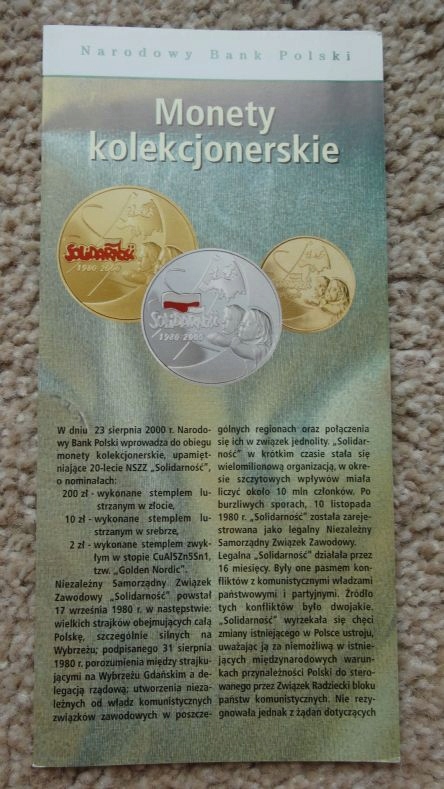 Narodowy Bank Polski
Monety
kolekcjonerskie
SOLIDARNOŚĆ
1980-2000
SOLIDARNOŚĆ
1980-2000
W dniu 23 sierpnia 2000 r. Narodo-
wy Bank Polski wprowadza do obiegu
monety kolekcjonerskie, upamięt-
niające 20-lecie NSZZ „Solidarność",
o nominałach:
200 zł - wykonane stemplem lu-
strzanym w złocie,
10 zł - wykonane stemplem lu-
strzanym w srebrze,
2 zł - wykonane stemplem zwyk-
łym w stopie CuAl5Zn5Sn1,
tzw. „Golden Nordic".
Niezależny Samorządny Związek
Zawodowy „Solidarność" powstał
17 września 1980 r. w następstwie:
wielkich strajków obejmujących całą
Polskę, szczególnie silnych na
Wybrzeżu; podpisanego 31 sierpnia
1980 r. porozumienia między strajku-
jącymi na Wybrzeżu Gdańskim a de-
legacją rządową; utworzenia nieza-
leżnych od władz komunistycznych
związków zawodowych w poszcze-
gólnych regionach oraz połączenia
się ich w związek jednolity. „Solidar-
ność" w krótkim czasie stała się
wielomilionową organizacją, w okre-
sie szczytowych wpływów miała
liczyć około 10 mln członków. Po
burzliwych sporach, 10 listopada
1980 r. „Solidarność" została zareje-
strowana jako legalny Niezależny
Samorządny Związek Zawodowy.
Legalna „Solidarność" działała przez
16 miesięcy. Były one pasmem kon-
fliktów z komunistycznymi władzami
państwowymi i partyjnymi. Źródło
tych konfliktów było dwojakie.
„Solidarność" wyrzekała się chęci
zmiany istniejącego w Polsce ustroju,
uważając ją za niemożliwą w istnie-
jących międzynarodowych warun-
kach przynależności Polski do stero-
wanego przez Związek Radziecki bloku
państw komunistycznych. Nie rezy-
gnowała jednak z żądań dotyczących